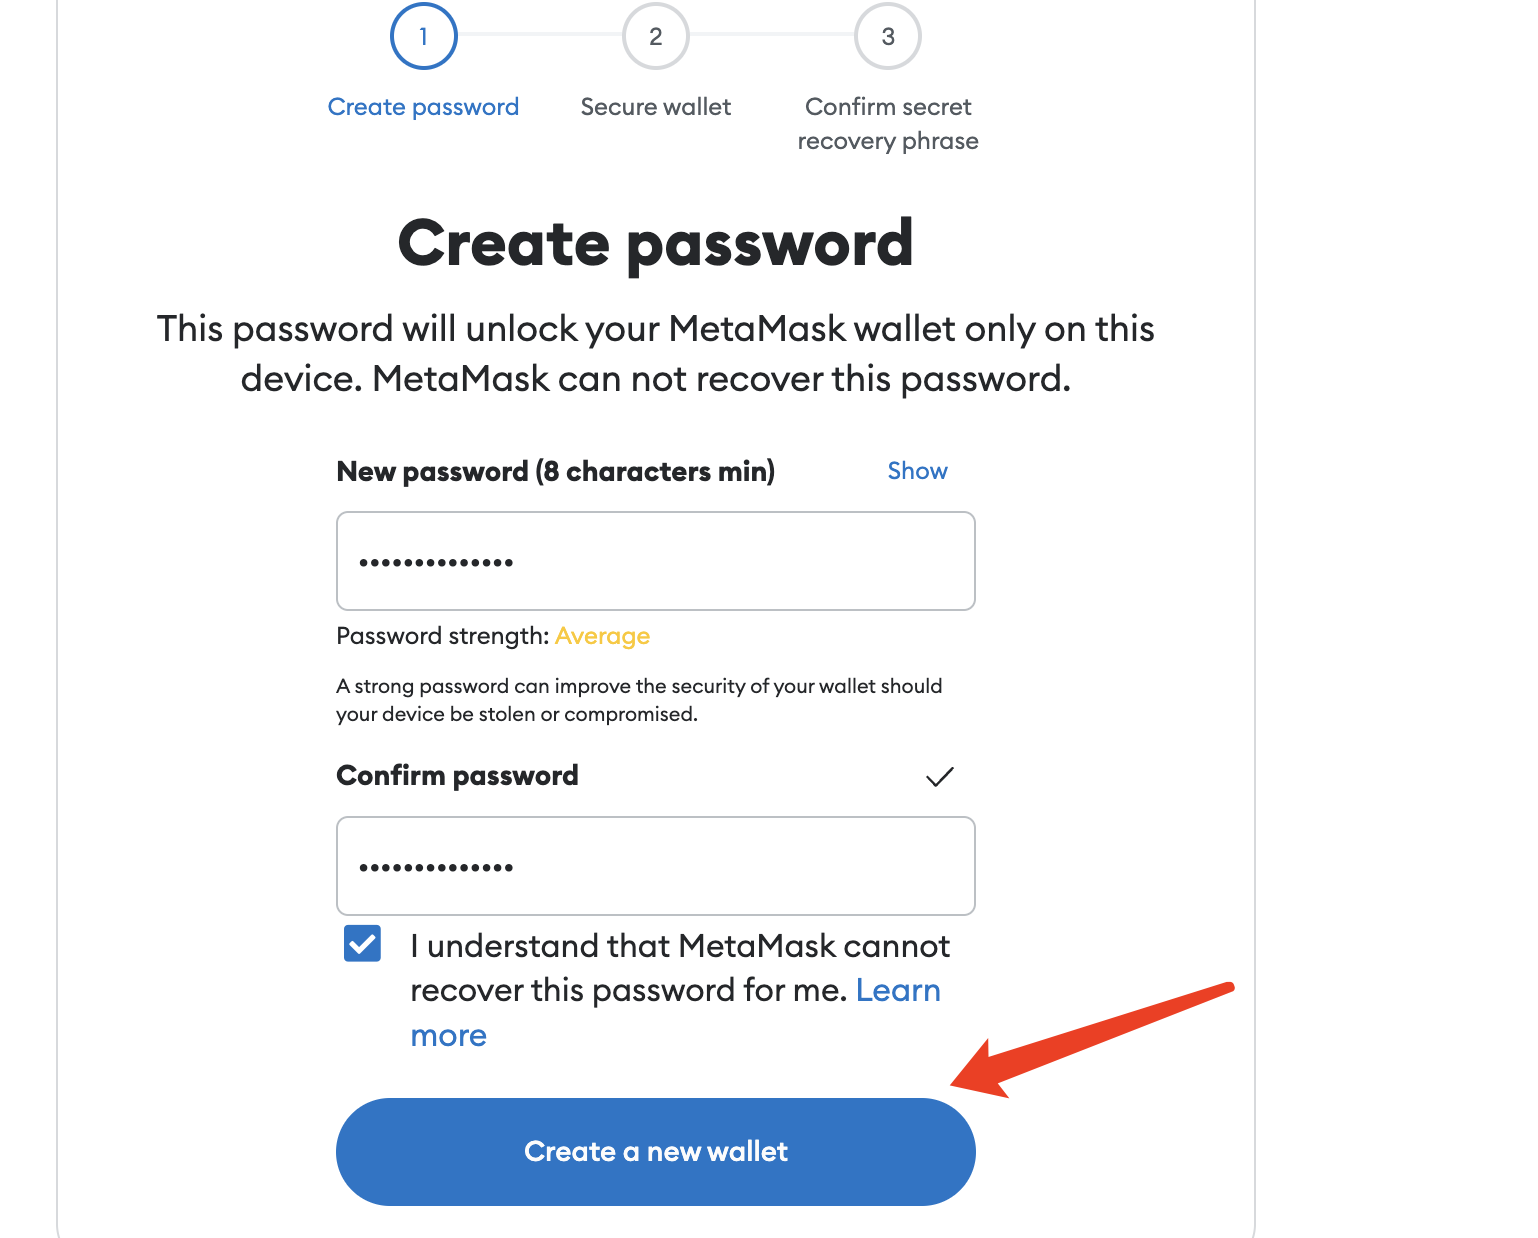 1
2
3
Create password
Secure wallet
Confirm secret
recovery phrase
Create password
This password will unlock your MetaMask wallet only on this
device. MetaMask can not recover this password.
New password (8 characters min)
Show
••••••••••••••
Password strength: Average
A strong password can improve the security of your wallet should
your device be stolen or compromised.
Confirm password
••••••••••••••
I understand that MetaMask cannot
recover this password for me. Learn
more
Create a new wallet